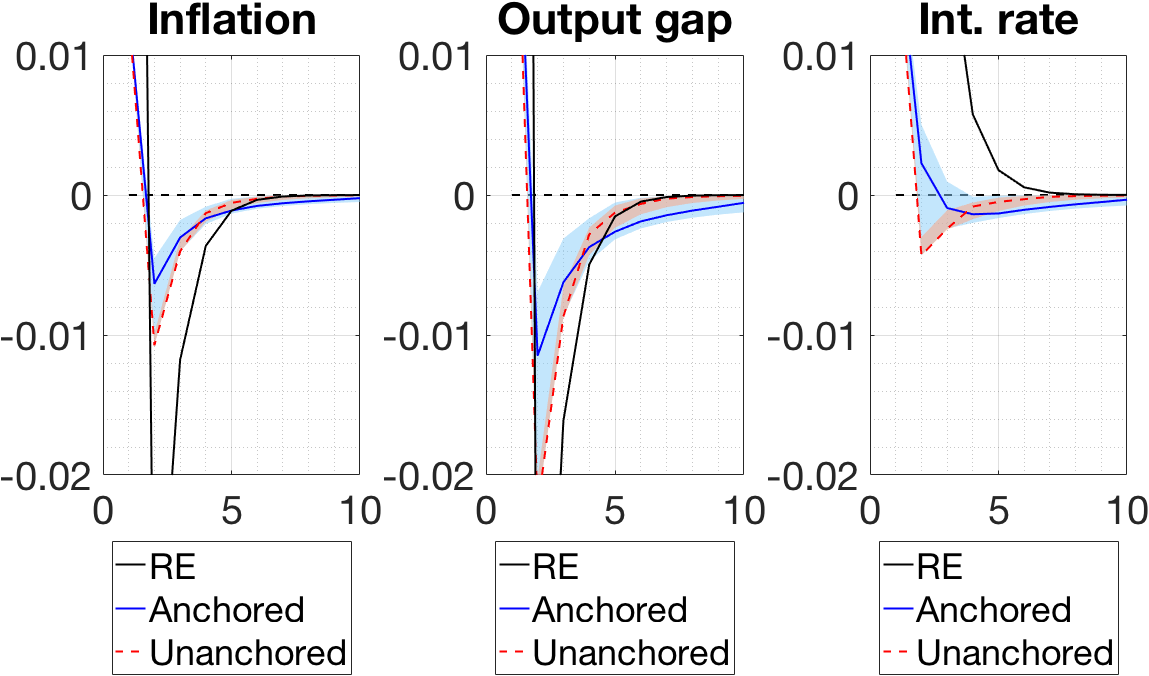 Inflation
0.01
0
-0.01
-0.02
0 5 10
RE
Anchored
Unanchored
Output gap
0.01
0
-0.01
-0.02
0 5 10
RE
Anchored
Unanchored
Int. rate
0.01
0
-0.01
-0.02
0 5 10
RE
Anchored
Unanchored